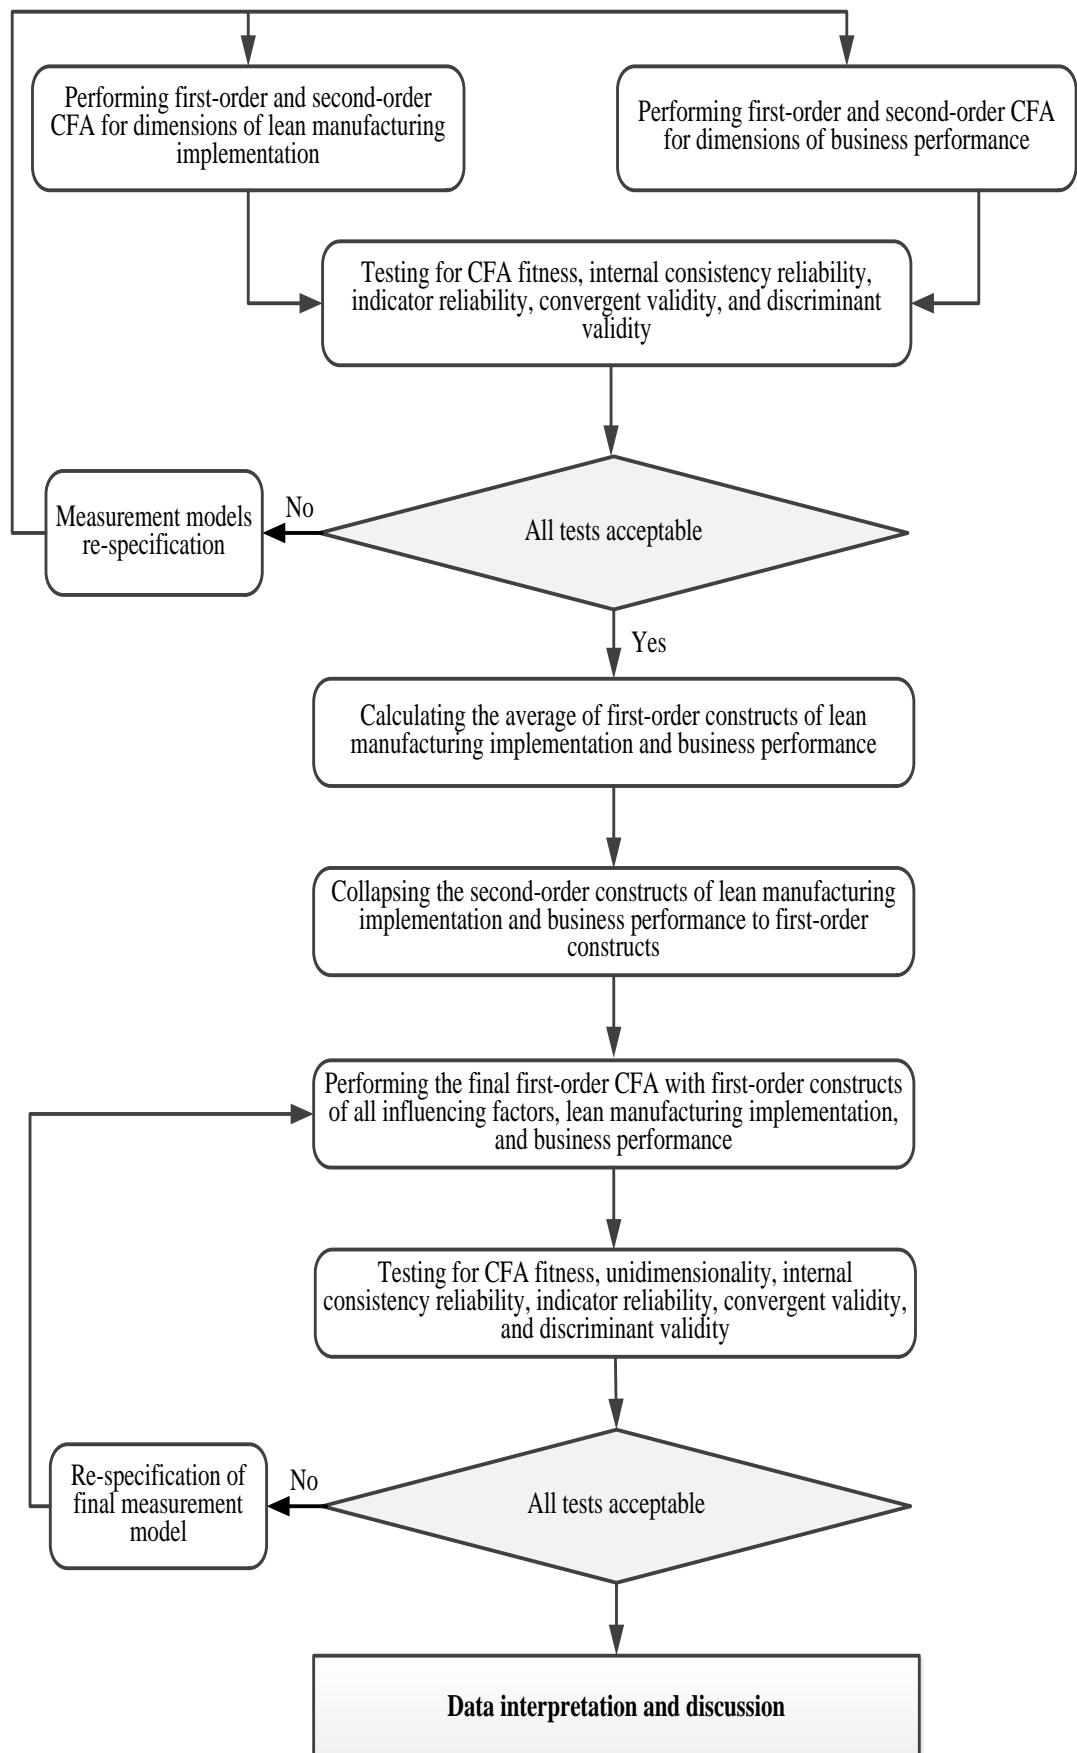 Performing first-order and second-order
CFA for dimensions of lean manufacturing
implementation
Performing first-order and second-order CFA
for dimensions of business performance
Testing for CFA fitness, internal consistency reliability,
indicator reliability, convergent validity, and discriminant
validity
Measurement models
re-specification
No
All tests acceptable
Yes
Calculating the average of first-order constructs of lean
manufacturing implementation and business performance
Collapsing the second-order constructs of lean manufacturing
implementation and business performance to first-order
constructs
Performing the final first-order CFA with first-order constructs
of all influencing factors, lean manufacturing implementation,
and business performance
Testing for CFA fitness, unidimensionality, internal
consistency reliability, indicator reliability, convergent validity,
and discriminant validity
Re-specification of
final measurement
model
No
All tests acceptable
Data interpretation and discussion